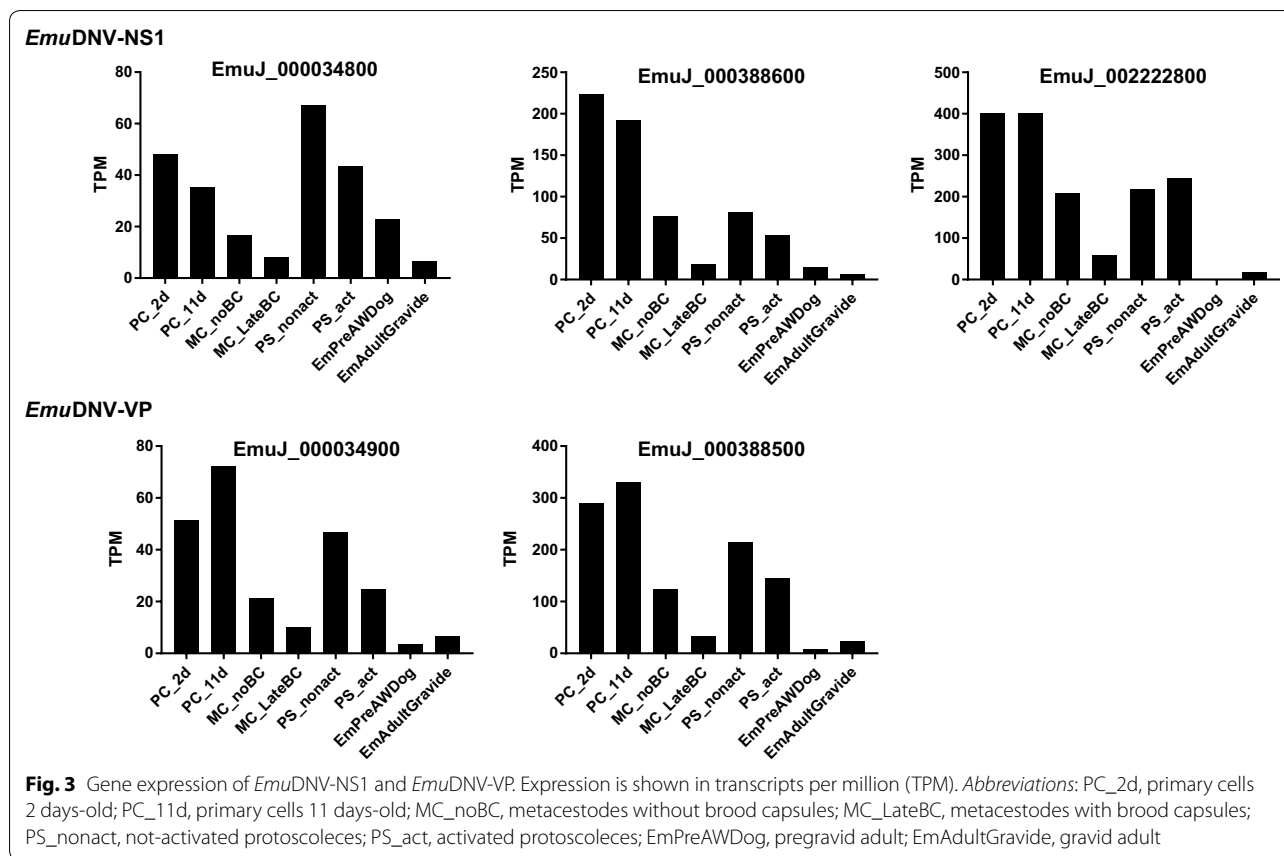 EmuDNV-NS1
EmuJ_000034800
80
60
40
20
0
TPM
PC_2d
PC_11d
MC_noBC
MC_LateBC
PS_nonact
PS_act
EmPreAWDog
EmAdultGravide
EmuJ_000388600
250
200
150
100
50
0
TPM
PC_2d
PC_11d
MC_noBC
MC_LateBC
PS_nonact
PS_act
EmPreAWDog
EmAdultGravide
EmuJ_002222800
500
400
300
200
100
0
TPM
PC_2d
PC_11d
MC_noBC
MC_LateBC
PS_nonact
PS_act
EmPreAWDog
EmAdultGravide
EmuDNV-VP
EmuJ_000034900
80
60
40
20
0
TPM
PC_2d
PC_11d
MC_noBC
MC_LateBC
PS_nonact
PS_act
EmPreAWDog
EmAdultGravide
EmuJ_000388500
400
300
200
100
0
TPM
PC_2d
PC_11d
MC_noBC
MC_LateBC
PS_nonact
PS_act
EmPreAWDog
EmAdultGravide
Fig. 3 Gene expression of EmuDNV-NS1 and EmuDNV-VP. Expression is shown in transcripts per million (TPM). Abbreviations: PC_2d, primary cells
2 days-old; PC_11d, primary cells 11 days-old; MC_noBC, metacestodes without brood capsules; MC_LateBC, metacestodes with brood capsules;
PS_nonact, not-activated protoscoleces; PS_act, activated protoscoleces; EmPreAWDog, pregravid adult; EmAdultGravide, gravid adult